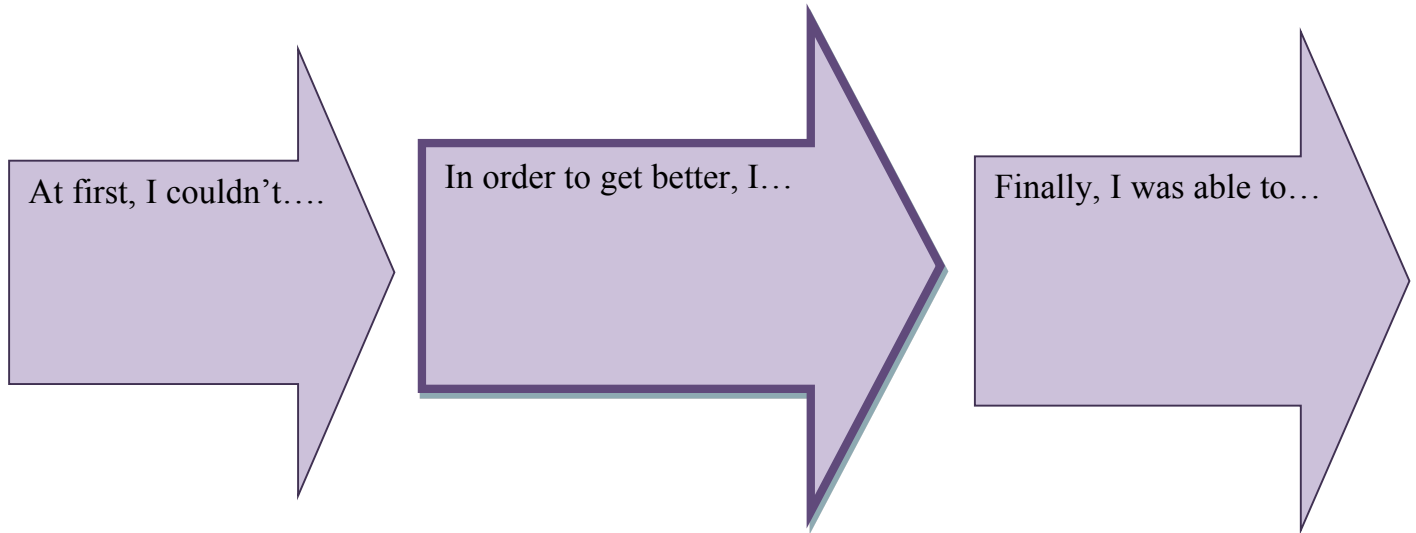 At first, I couldn’t….
In order to get better, I…
Finally, I was able to…